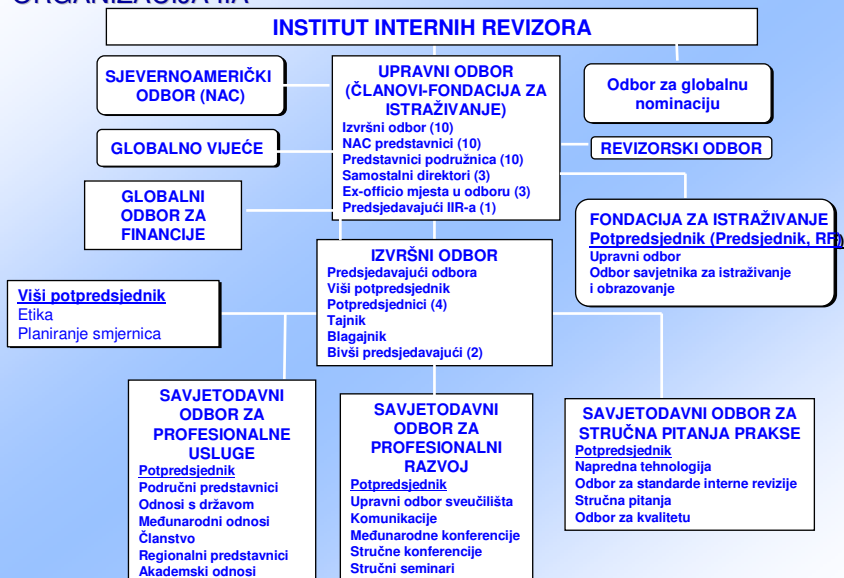 ORGANIZACIJA IIA
INSTITUT INTERNIH REVIZORA
SJEVERNOAMERIČKI
ODBOR (NAC)
UPRAVNI ODBOR
(ČLANOVI-FONDACIJA ZA
ISTRAŽIVANJE)
Izvršni odbor (10)
NAC predstavnici (10)
Predstavnici podružnica (10)
Samostalni direktori (3)
Ex-officio mjesta u odboru (3)
Predsjedavajući IIR-a (1)
Odbor za globalnu
nominaciju
GLOBALNO VIJEĆE
REVIZORSKI ODBOR
GLOBALNI
ODBOR ZA
FINANCIJE
FONDACIJA ZA ISTRAŽIVANJE
Potpredsjednik (Predsjednik, RF)
Upravni odbor
Odbor savjetnika za istraživanje
i obrazovanje
IZVRŠNI ODBOR
Predsjedavajući odbora
Viši potpredsjednik
Potpredsjednici (4)
Tajnik
Blagajnik
Bivši predsjedavajući (2)
Viši potpredsjednik
Etika
Planiranje smjernica
SAVJETODAVNI
ODBOR ZA
PROFESIONALNE
USLUGE
Potpredsjednik
Područni predstavnici
Odnosi s državom
Međunarodni odnosi
Članstvo
Regionalni predstavnici
Akademski odnosi
SAVJETODAVNI
ODBOR ZA
PROFESIONALNI
RAZVOJ
Potpredsjednik
Upravni odbor sveučilišta
Komunikacije
Međunarodne konferencije
Stručne konferencije
Stručni seminari
SAVJETODAVNI ODBOR ZA
STRUČNA PITANJA PRAKSE
Potpredsjednik
Napredna tehnologija
Odbor za standarde interne revizije
Stručna pitanja
Odbor za kvalitetu